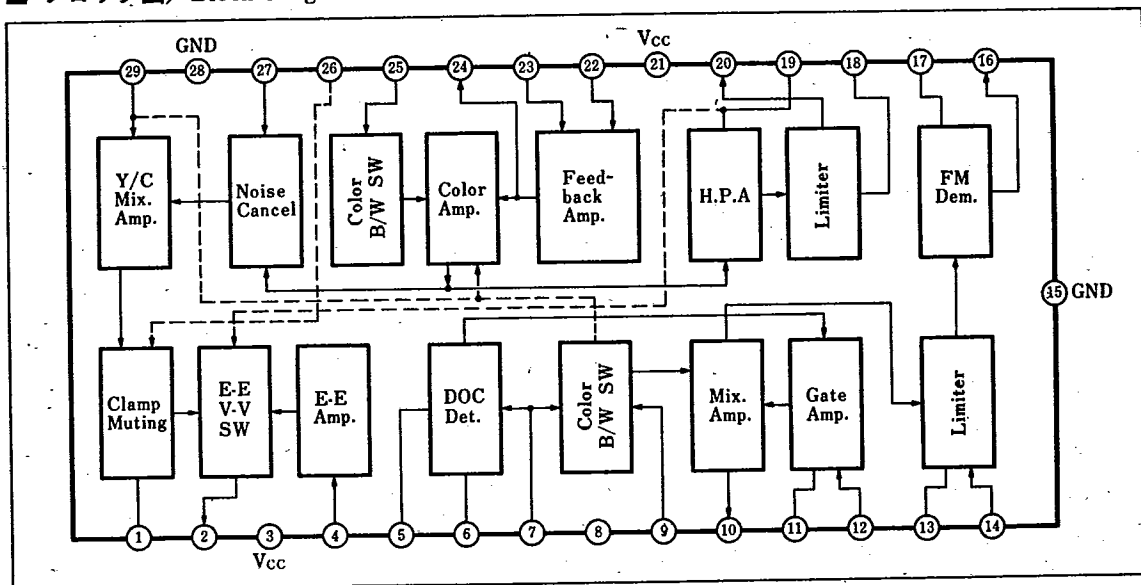 GND
Vcc
29
28
27
26
25
24
23
22
21
20
19
18
17
16
Y/C
Mix.
Amp.
Noise
Cancel
Color
B/W SW
Color
Amp.
Feed-
back
Amp.
H.P.A
Limiter
FM
Dem.
15 GND
Clamp
Muting
E-E
V-V
SW
E-E
Amp.
DOC
Det.
Color
B/W SW
Mix.
Amp.
Gate
Amp.
Limiter
1
2
3
4
5
6
7
8
9
10
11
12
13
14
Vcc